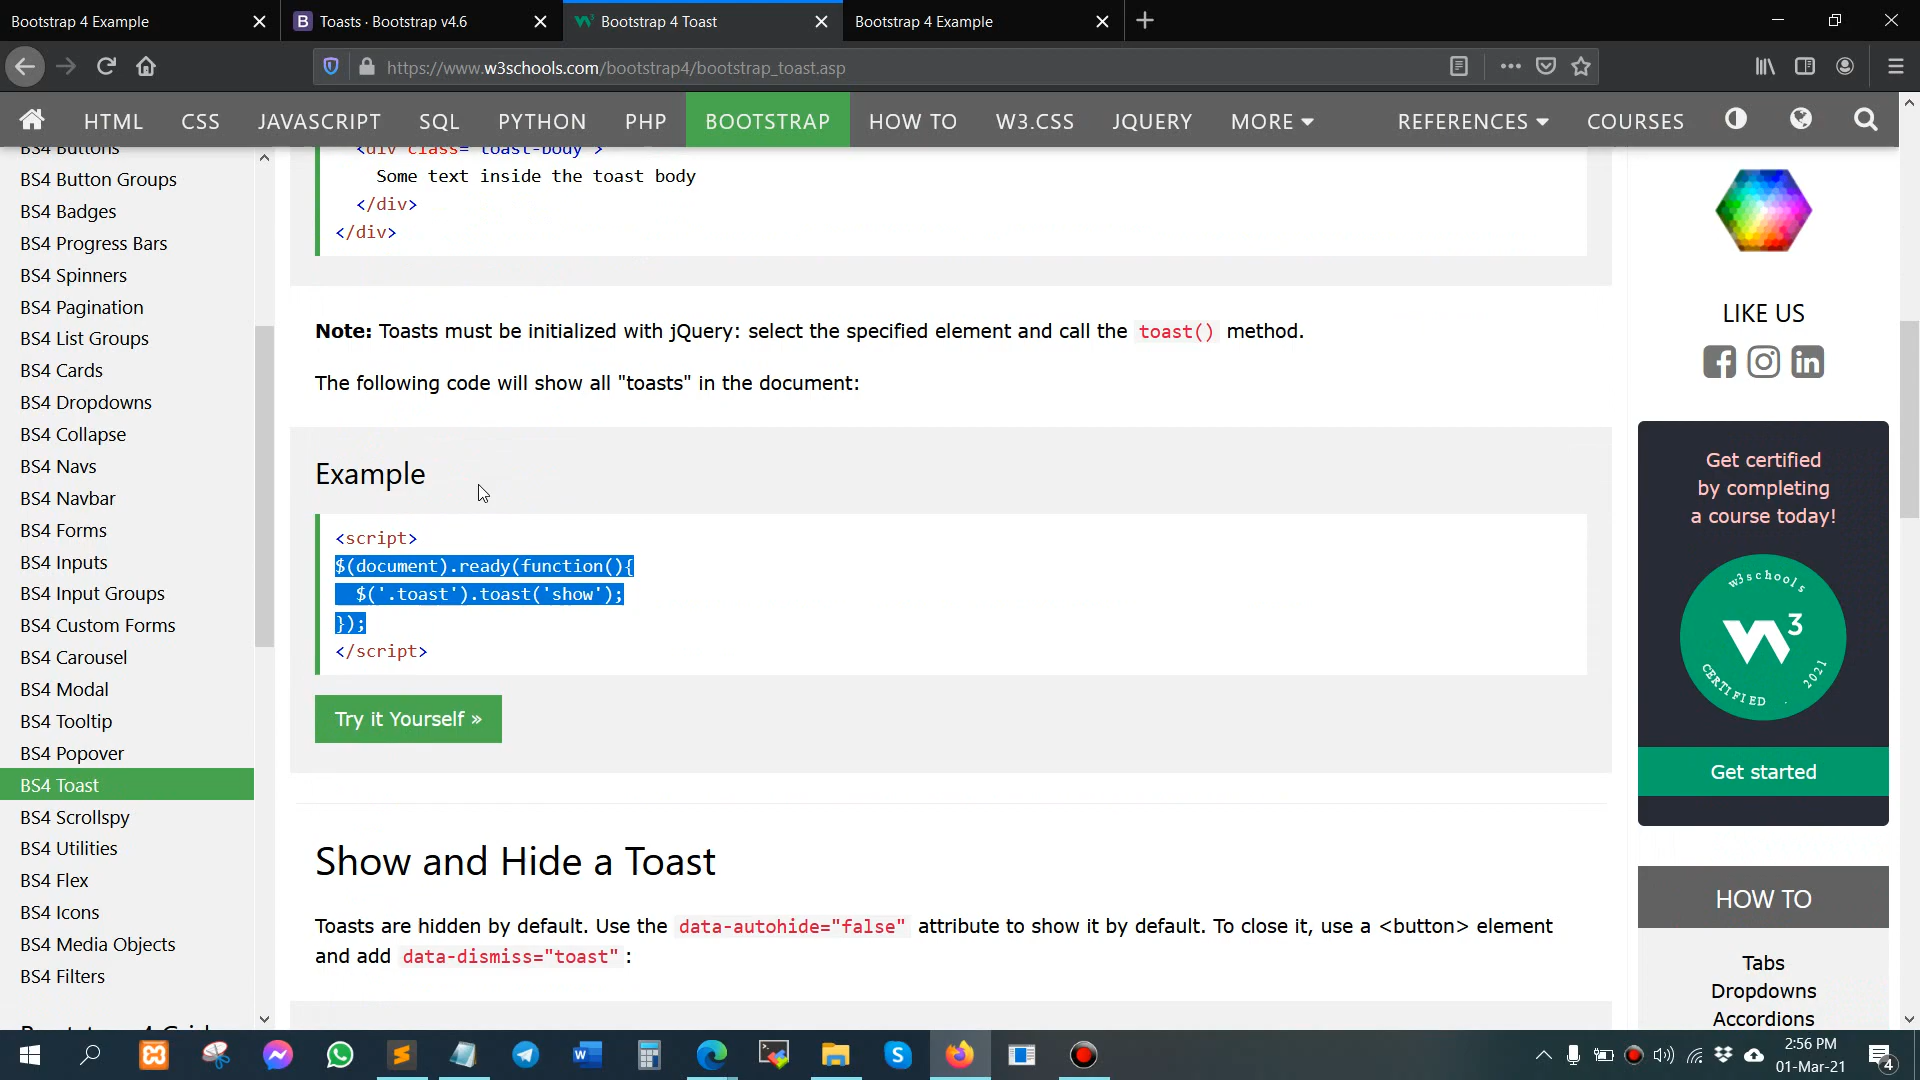 Bootstrap 4 Example
Toasts · Bootstrap v4.6
Bootstrap 4 Toast
Bootstrap 4 Example
https://www.w3schools.com/bootstrap4/bootstrap_toast.asp
HTML CSS JAVASCRIPT SQL PYTHON PHP BOOTSTRAP HOW TO W3.CSS JQUERY MORE REFERENCES COURSES
BS4 Buttons
BS4 Button Groups
BS4 Badges
BS4 Progress Bars
BS4 Spinners
BS4 Pagination
BS4 List Groups
BS4 Cards
BS4 Dropdowns
BS4 Collapse
BS4 Navs
BS4 Navbar
BS4 Forms
BS4 Inputs
BS4 Input Groups
BS4 Custom Forms
BS4 Carousel
BS4 Modal
BS4 Tooltip
BS4 Popover
BS4 Toast
BS4 Scrollspy
BS4 Utilities
BS4 Flex
BS4 Icons
BS4 Media Objects
BS4 Filters
<div class="toast-body">
Some text inside the toast body
</div>
</div>
Note: Toasts must be initialized with jQuery: select the specified element and call the toast() method.
The following code will show all "toasts" in the document:
Example
<script>
$(document).ready(function(){
$('.toast').toast('show');
});
</script>
Try it Yourself »
Show and Hide a Toast
Toasts are hidden by default. Use the data-autohide="false" attribute to show it by default. To close it, use a <button> element
and add data-dismiss="toast":
LIKE US
Get certified
by completing
a course today!
w3schools
W3
CERTIFIED . 2021
Get started
HOW TO
Tabs
Dropdowns
Accordions
2:56 PM
01-Mar-21
4